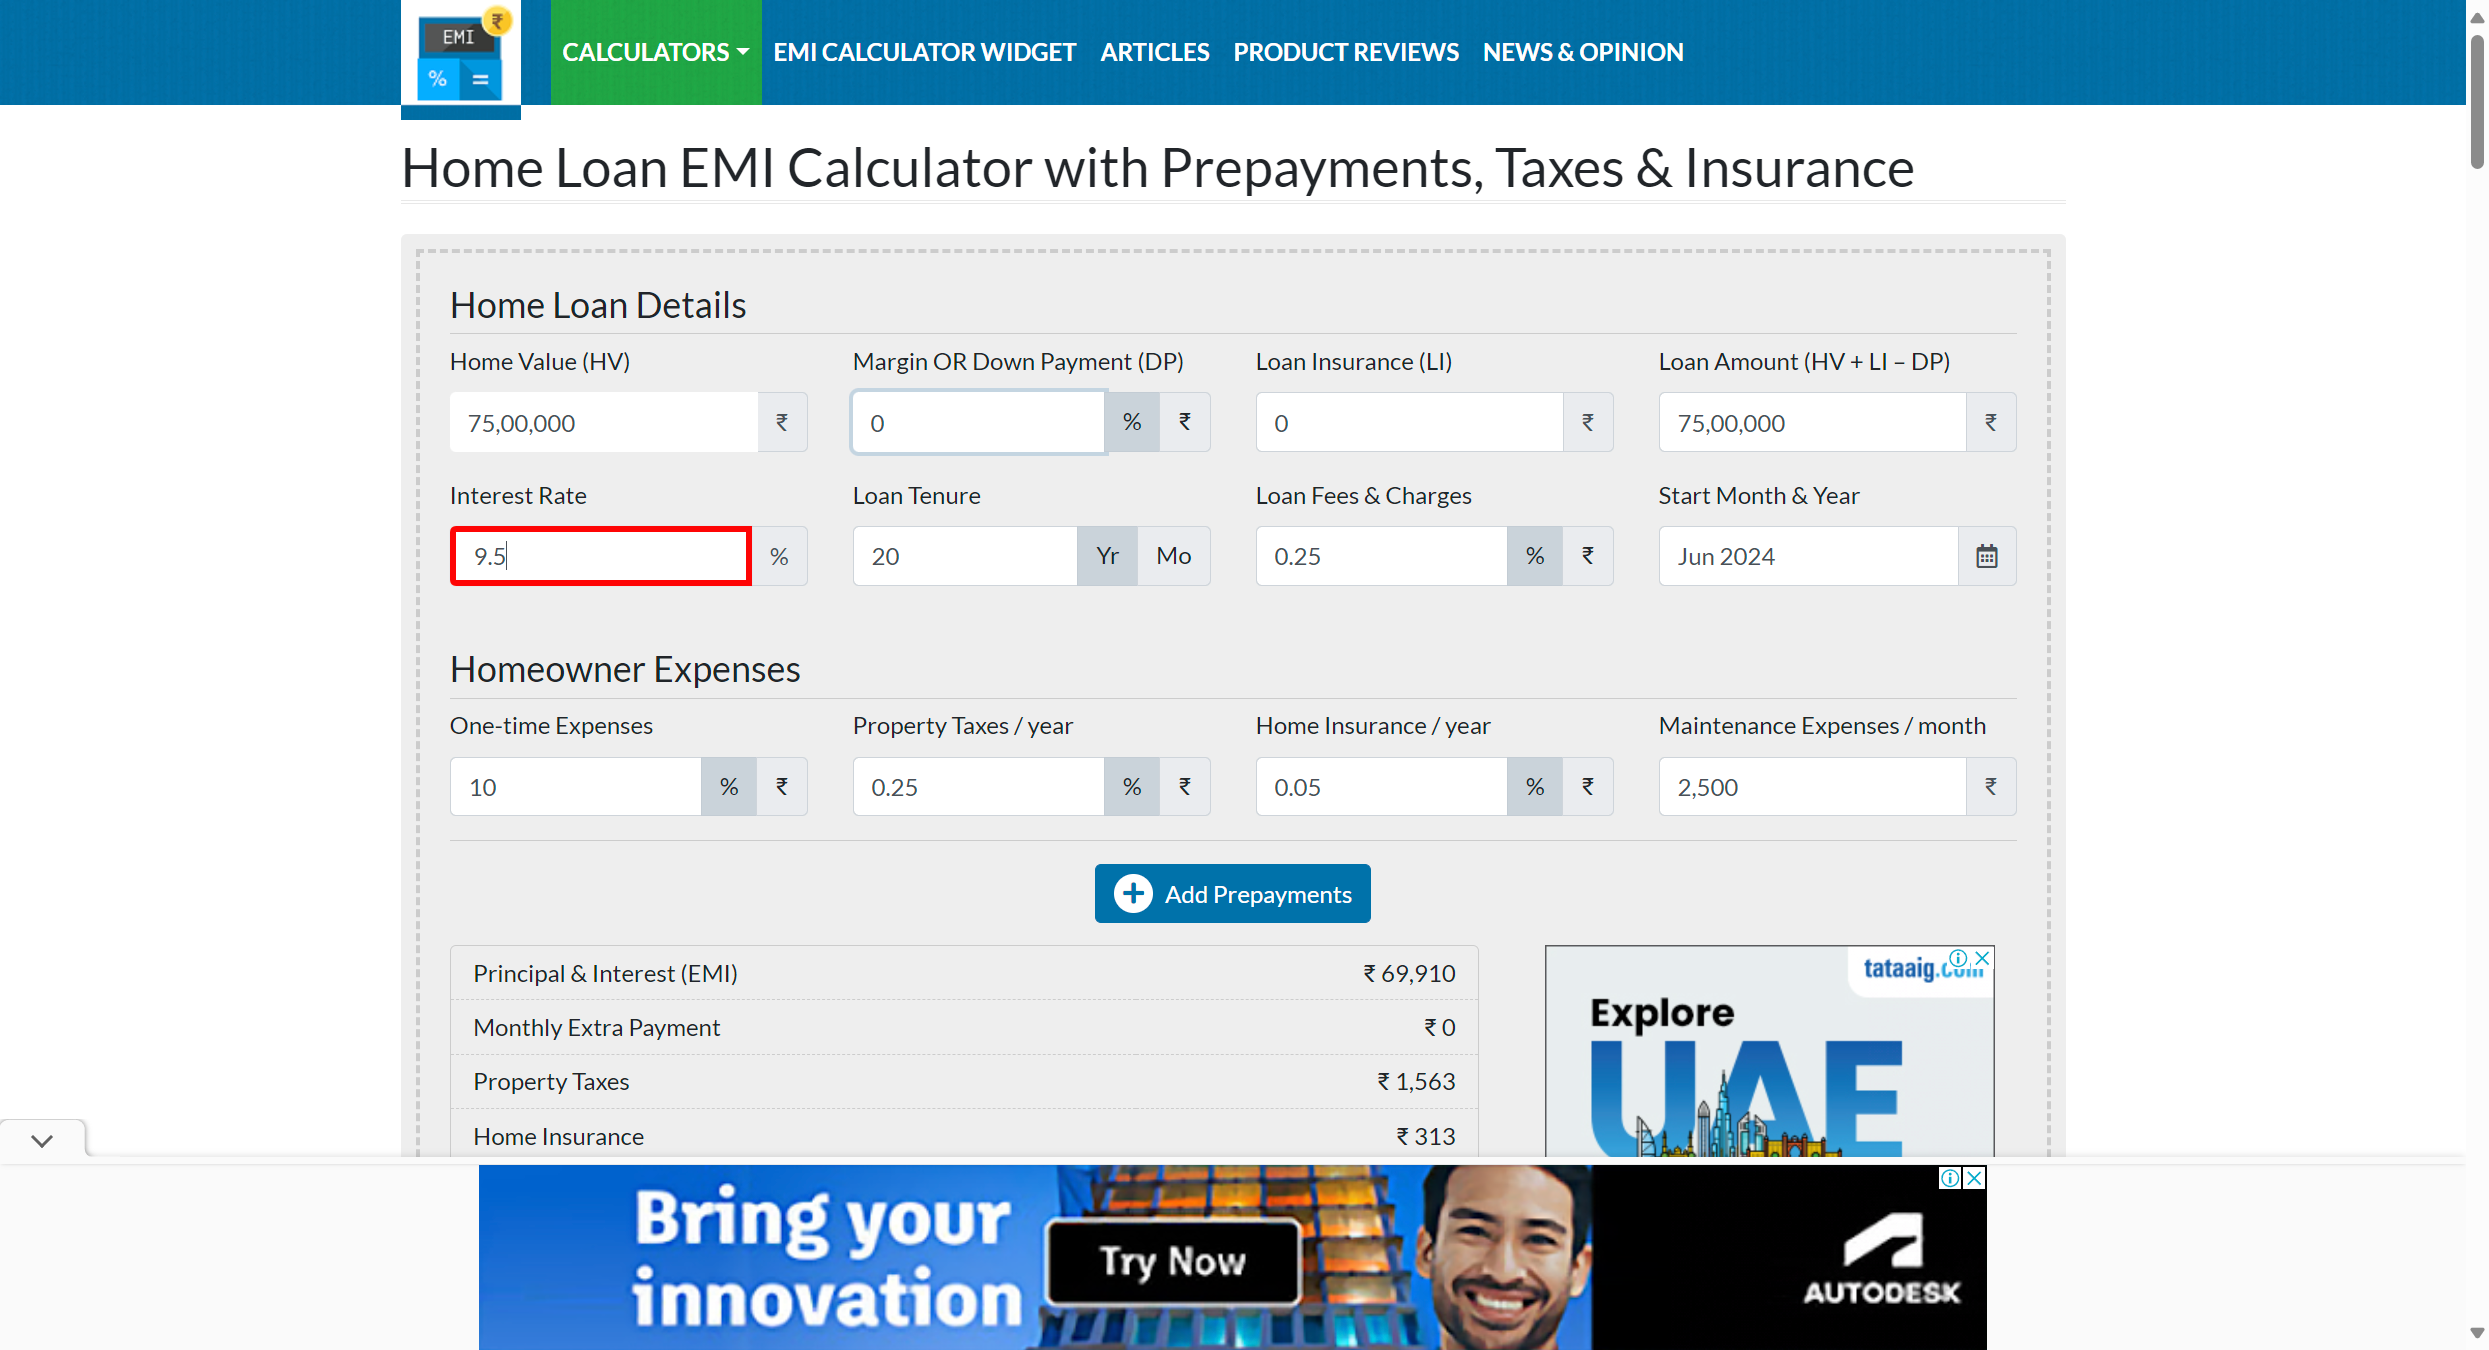 EMI
₹
% =
CALCULATORS EMI CALCULATOR WIDGET ARTICLES PRODUCT REVIEWS NEWS & OPINION
Home Loan EMI Calculator with Prepayments, Taxes & Insurance
Home Loan Details
Home Value (HV) Margin OR Down Payment (DP) Loan Insurance (LI) Loan Amount (HV + LI – DP)
75,00,000 ₹ 0 % ₹ 0 ₹ 75,00,000 ₹
Interest Rate Loan Tenure Loan Fees & Charges Start Month & Year
9.5 % 20 Yr Mo 0.25 % ₹ Jun 2024
Homeowner Expenses
One-time Expenses Property Taxes / year Home Insurance / year Maintenance Expenses / month
10 % ₹ 0.25 % ₹ 0.05 % ₹ 2,500 ₹
Add Prepayments
Principal & Interest (EMI) ₹ 69,910
Monthly Extra Payment ₹ 0
Property Taxes ₹ 1,563
Home Insurance ₹ 313
tataaig.com
Explore
UAE
Bring your
innovation
Try Now
AUTODESK